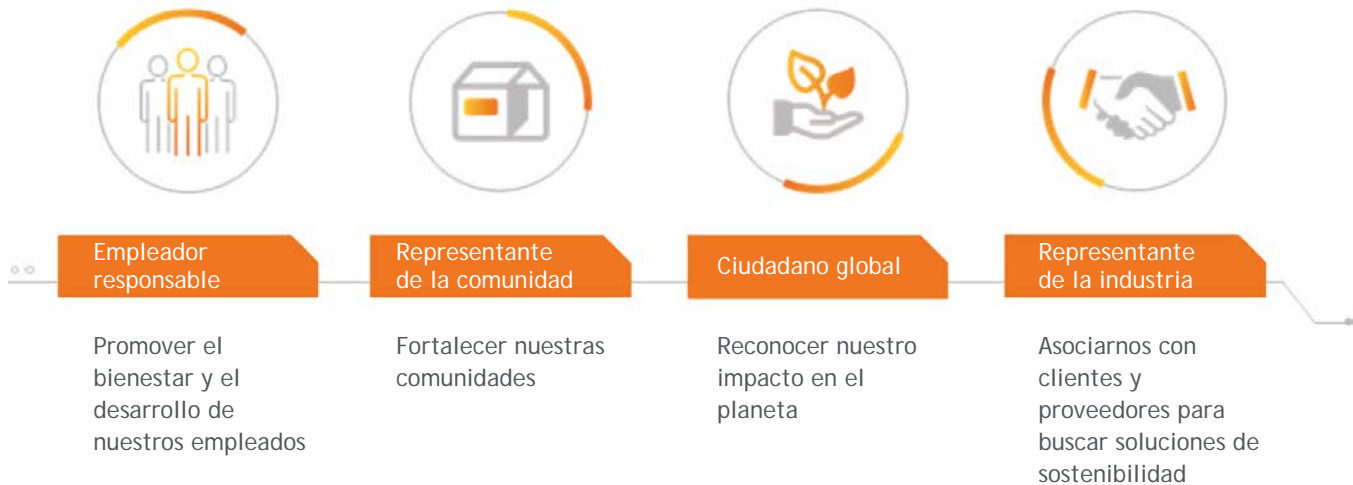 Empleador
responsable
Promover el
bienestar y el
desarrollo de
nuestros empleados
Representante
de la comunidad
Fortalecer nuestras
comunidades
Ciudadano global
Reconocer nuestro
impacto en el
planeta
Representante
de la industria
Asociarnos con
clientes y
proveedores para
buscar soluciones de
sostenibilidad